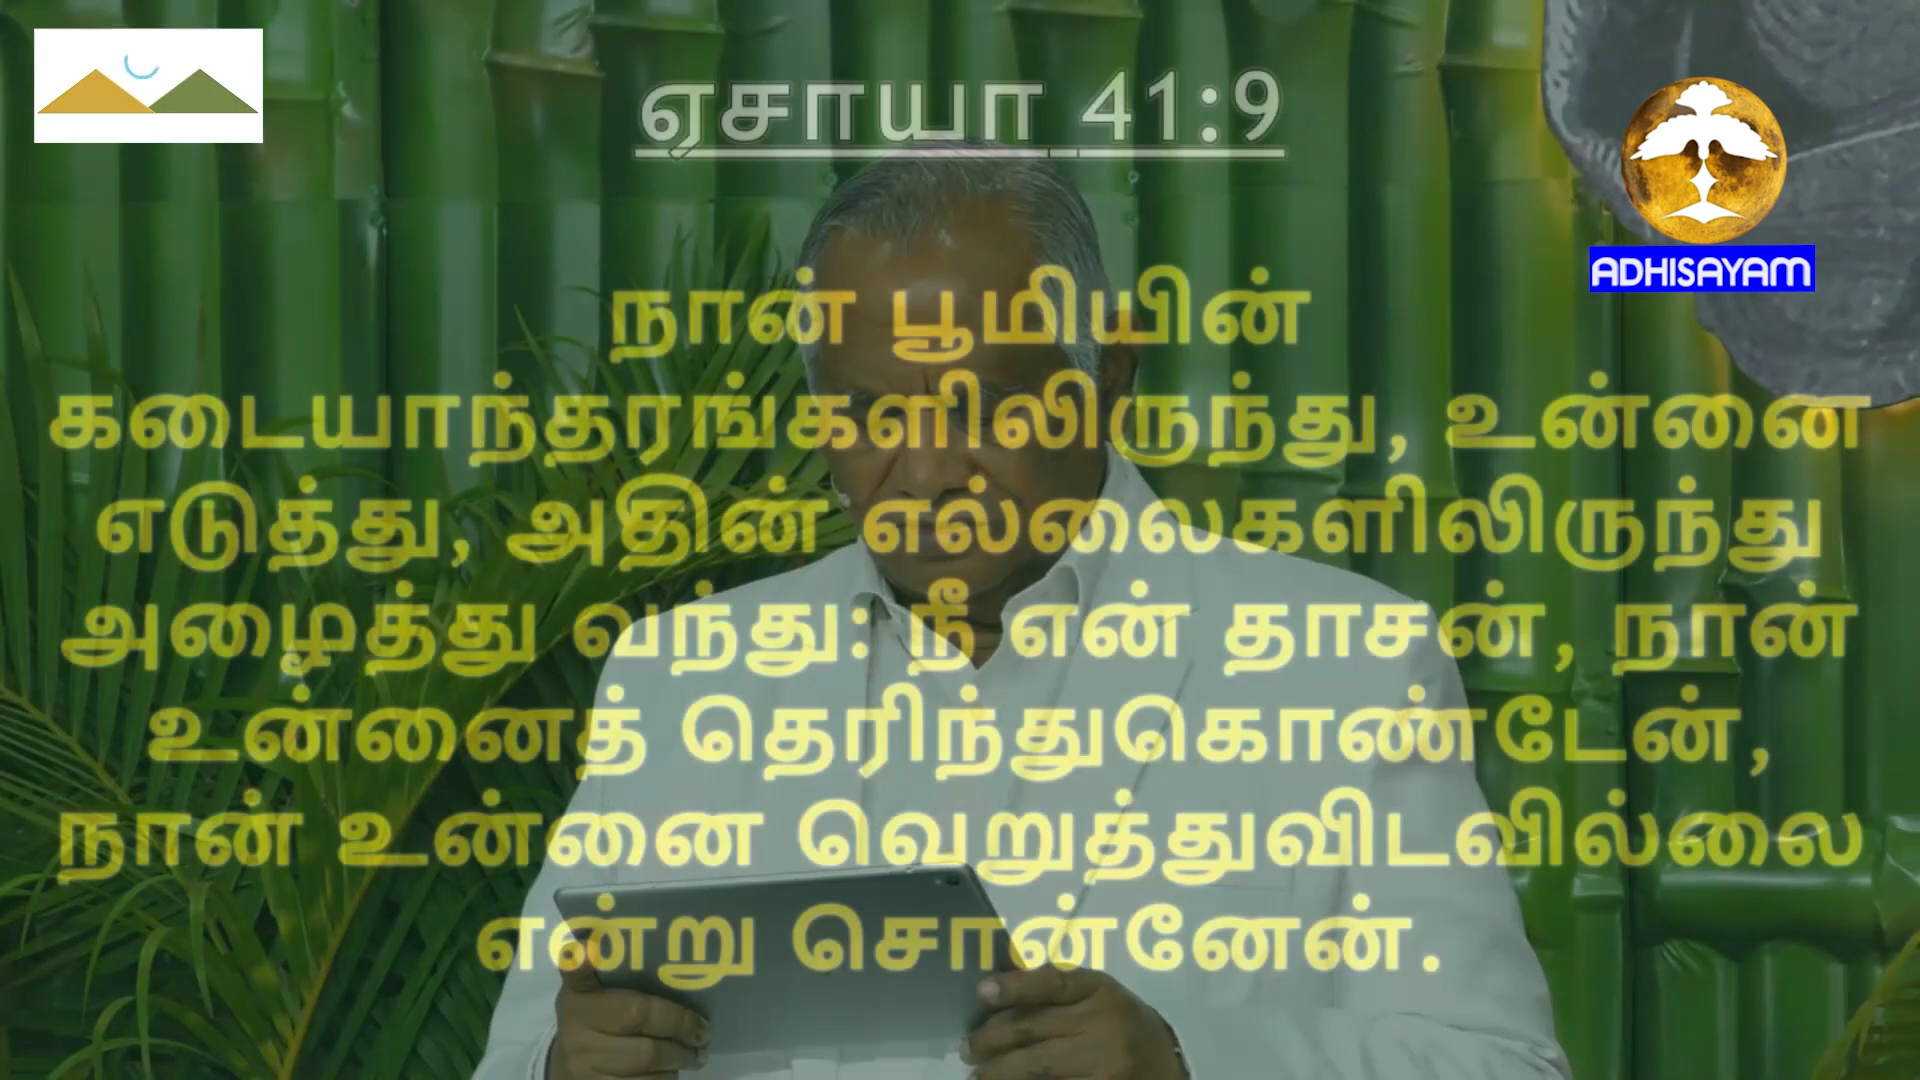 ஏசாயா 41:9
ADHISAYAM
நான் பூமியின்
கடையாந்தரங்களிலிருந்து, உன்னை
எடுத்து, அதின் எல்லைகளிலிருந்து
அழைத்து வந்து: நீ என் தாசன், நான்
உன்னைத் தெரிந்துகொண்டேன்,
நான் உன்னை வெறுத்துவிடவில்லை
என்று சொன்னேன்.